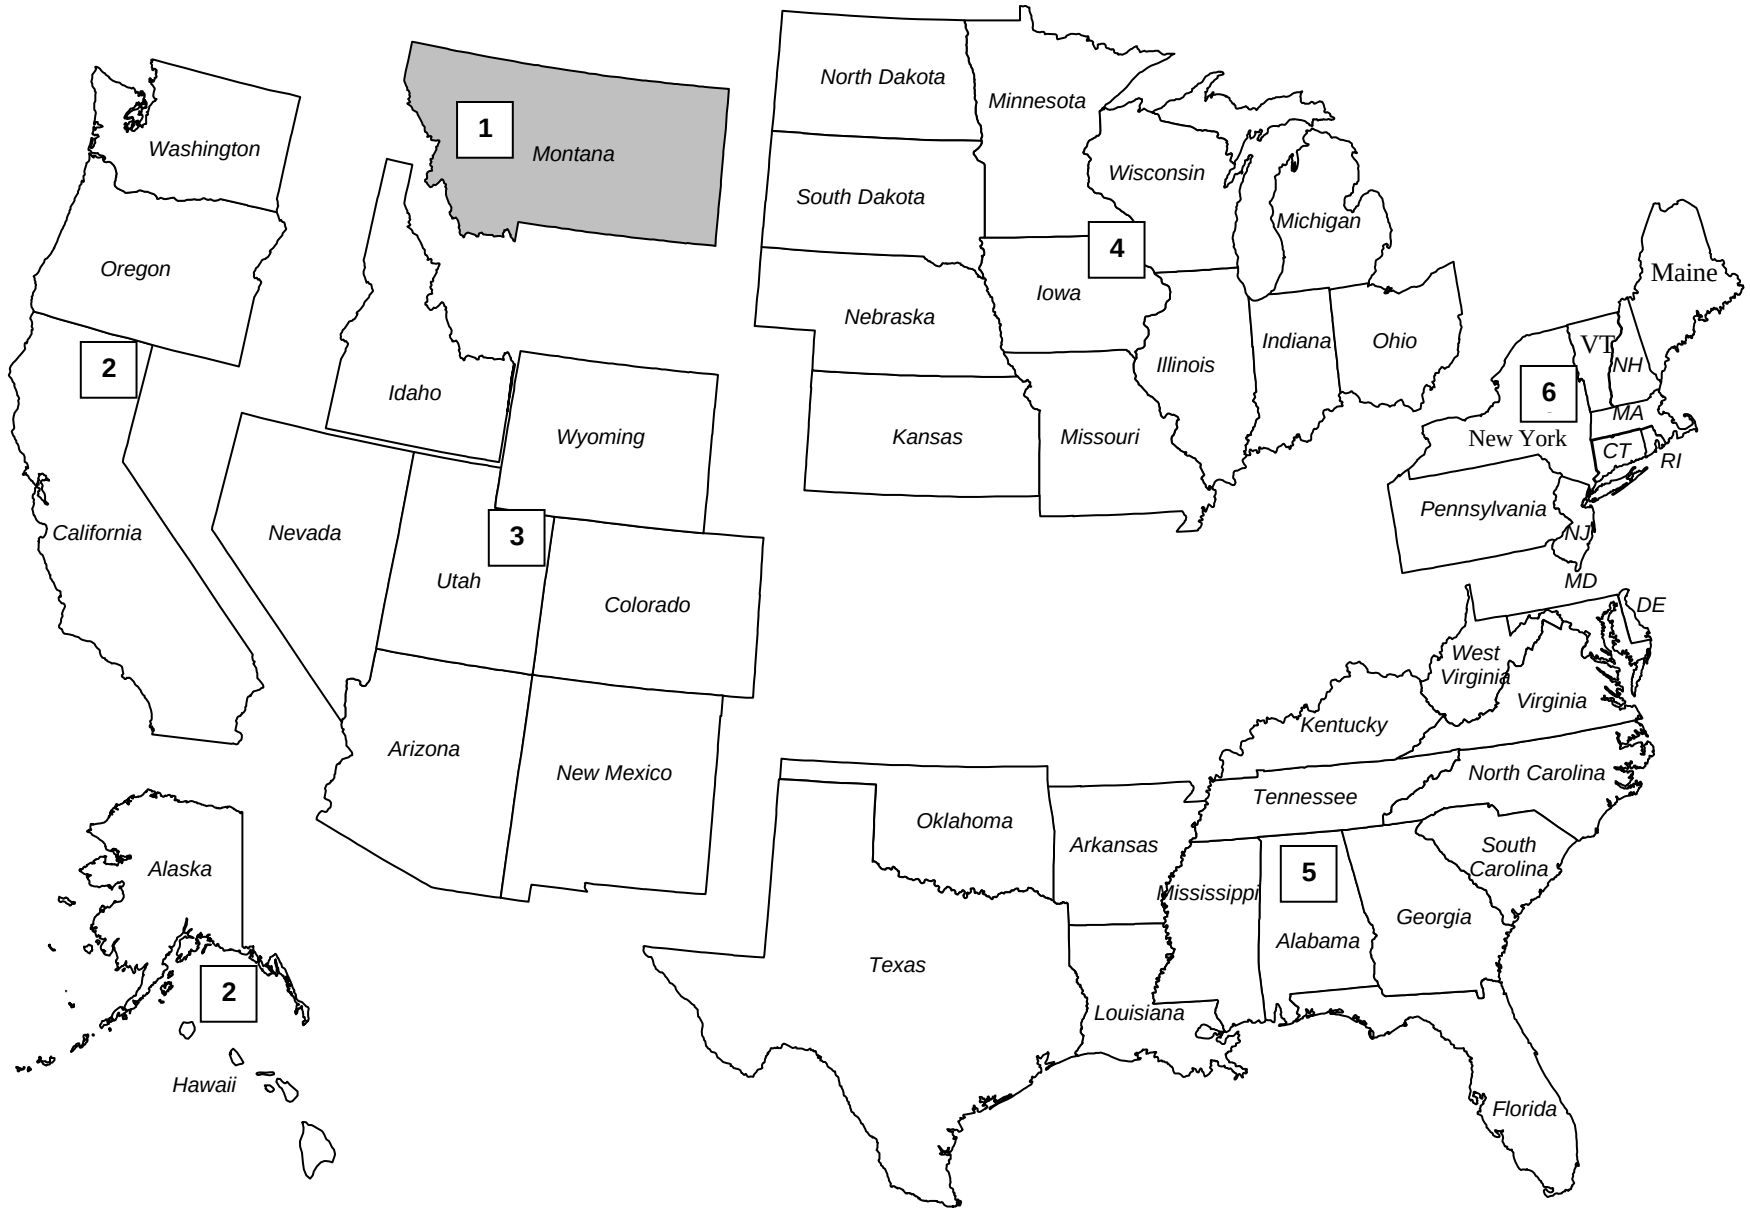 North Dakota
Minnesota
1
Montana
Washington
Wisconsin
South Dakota
Michigan
4
Oregon
Maine
Iowa
Nebraska
Indiana
Ohio
VT
NH
Illinois
2
Idaho
6
MA
Wyoming
Kansas
Missouri
New York
CT
RI
California
Nevada
3
Pennsylvania
NJ
Utah
MD
Colorado
DE
West
Virginia
Virginia
Kentucky
Arizona
New Mexico
North Carolina
Tennessee
Oklahoma
Arkansas
South
Carolina
Alaska
5
Mississippi
Georgia
Alabama
Texas
2
Louisiana
Hawaii
Florida